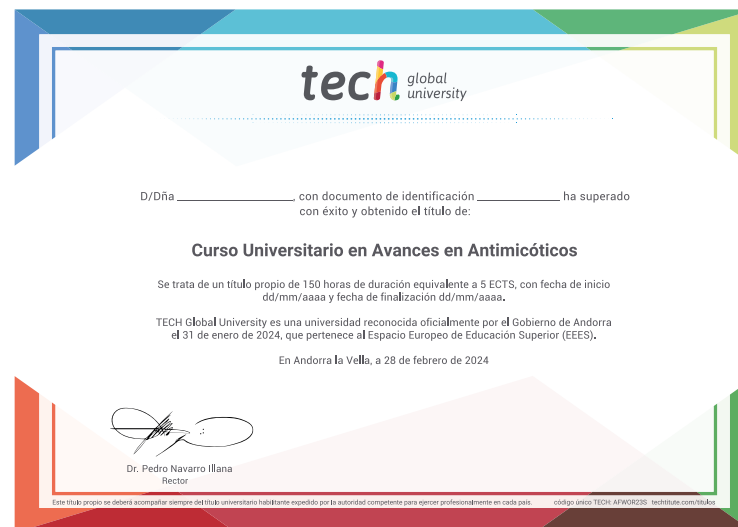 tech global
university
D/Dña ____________________, con documento de identificación ______________ ha superado
con éxito y obtenido el título de:
Curso Universitario en Avances en Antimicóticos
Se trata de un título propio de 150 horas de duración equivalente a 5 ECTS, con fecha de inicio
dd/mm/aaaa y fecha de finalización dd/mm/aaaa.
TECH Global University es una universidad reconocida oficialmente por el Gobierno de Andorra
el 31 de enero de 2024, que pertenece al Espacio Europeo de Educación Superior (EEES).
En Andorra la Vella, a 28 de febrero de 2024
Dr. Pedro Navarro Illana
Rector
Este título propio se deberá acompañar siempre del título universitario habilitante expedido por la autoridad competente para ejercer profesionalmente en cada país. código único TECH: AFWOR23S techtitute.com/titulos